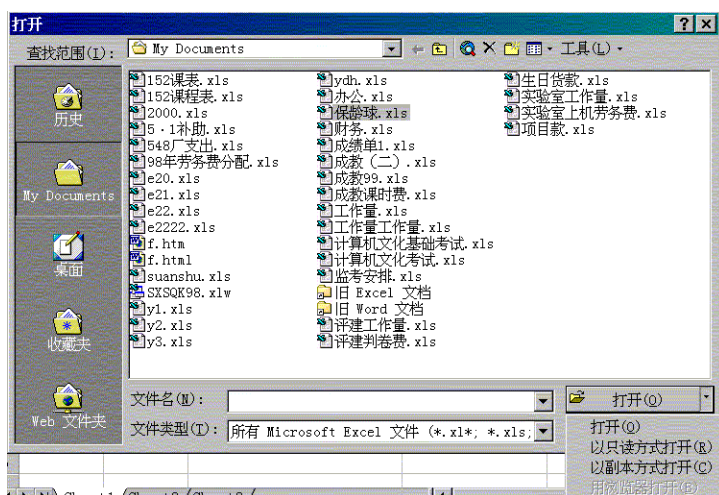 打开
查找范围(I):
My Documents
工具(L)
历史
My Documents
桌面
收藏夹
Web 文件夹
152课表.xls
152课程表.xls
2000.xls
5·1补助.xls
548厂支出.xls
98年劳务费分配.xls
e20.xls
e21.xls
e22.xls
e2222.xls
f.htm
f.html
suanshu.xls
SXSQK98.xlw
y1.xls
y2.xls
y3.xls
ydh.xls
办公.xls
保龄球.xls
财务.xls
成绩单1.xls
成教（二）.xls
成教99.xls
成教课时费.xls
工作量.xls
工作量工作量.xls
计算机文化基础考试.xls
计算机文化考试.xls
监考安排.xls
旧 Excel 文档
旧 Word 文档
评建工作量.xls
评建判卷费.xls
生日货款.xls
实验室工作量.xls
实验室上机劳务费.xls
项目款.xls
文件名(N):
打开(O)
文件类型(T):
所有 Microsoft Excel 文件 (*.xl*; *.xls;
打开(O)
以只读方式打开(R)
以副本方式打开(C)
用浏览器打开(B)